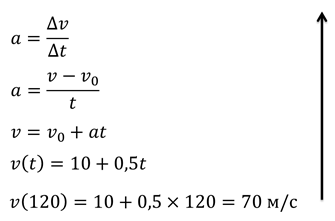 a = Δv/Δt
a = (v − v₀)/t
v = v₀ + at
v(t) = 10 + 0,5t
v(120) = 10 + 0,5 × 120 = 70 м/с